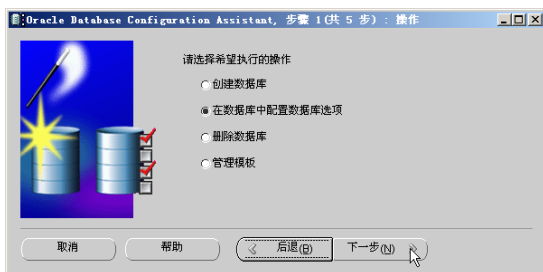 Oracle Database Configuration Assistant, 步骤 1(共 5 步) : 操作
请选择希望执行的操作
创建数据库
在数据库中配置数据库选项
删除数据库
管理模板
取消
帮助
后退(B)
下一步(N)